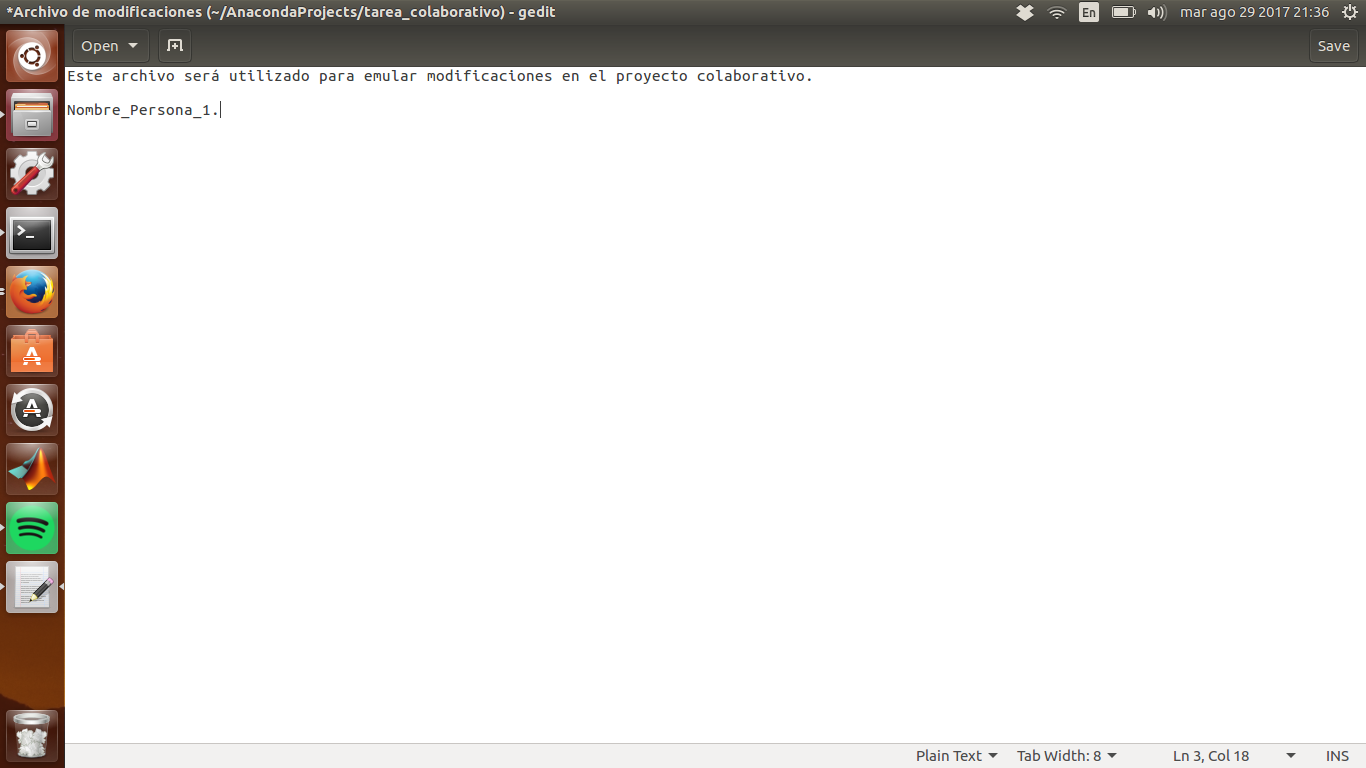 *Archivo de modificaciones (~/AnacondaProjects/tarea_colaborativo) - gedit
En
mar ago 29 2017 21:36
Open
Save
Este archivo será utilizado para emular modificaciones en el proyecto colaborativo.
Nombre_Persona_1.
Plain Text
Tab Width: 8
Ln 3, Col 18
INS